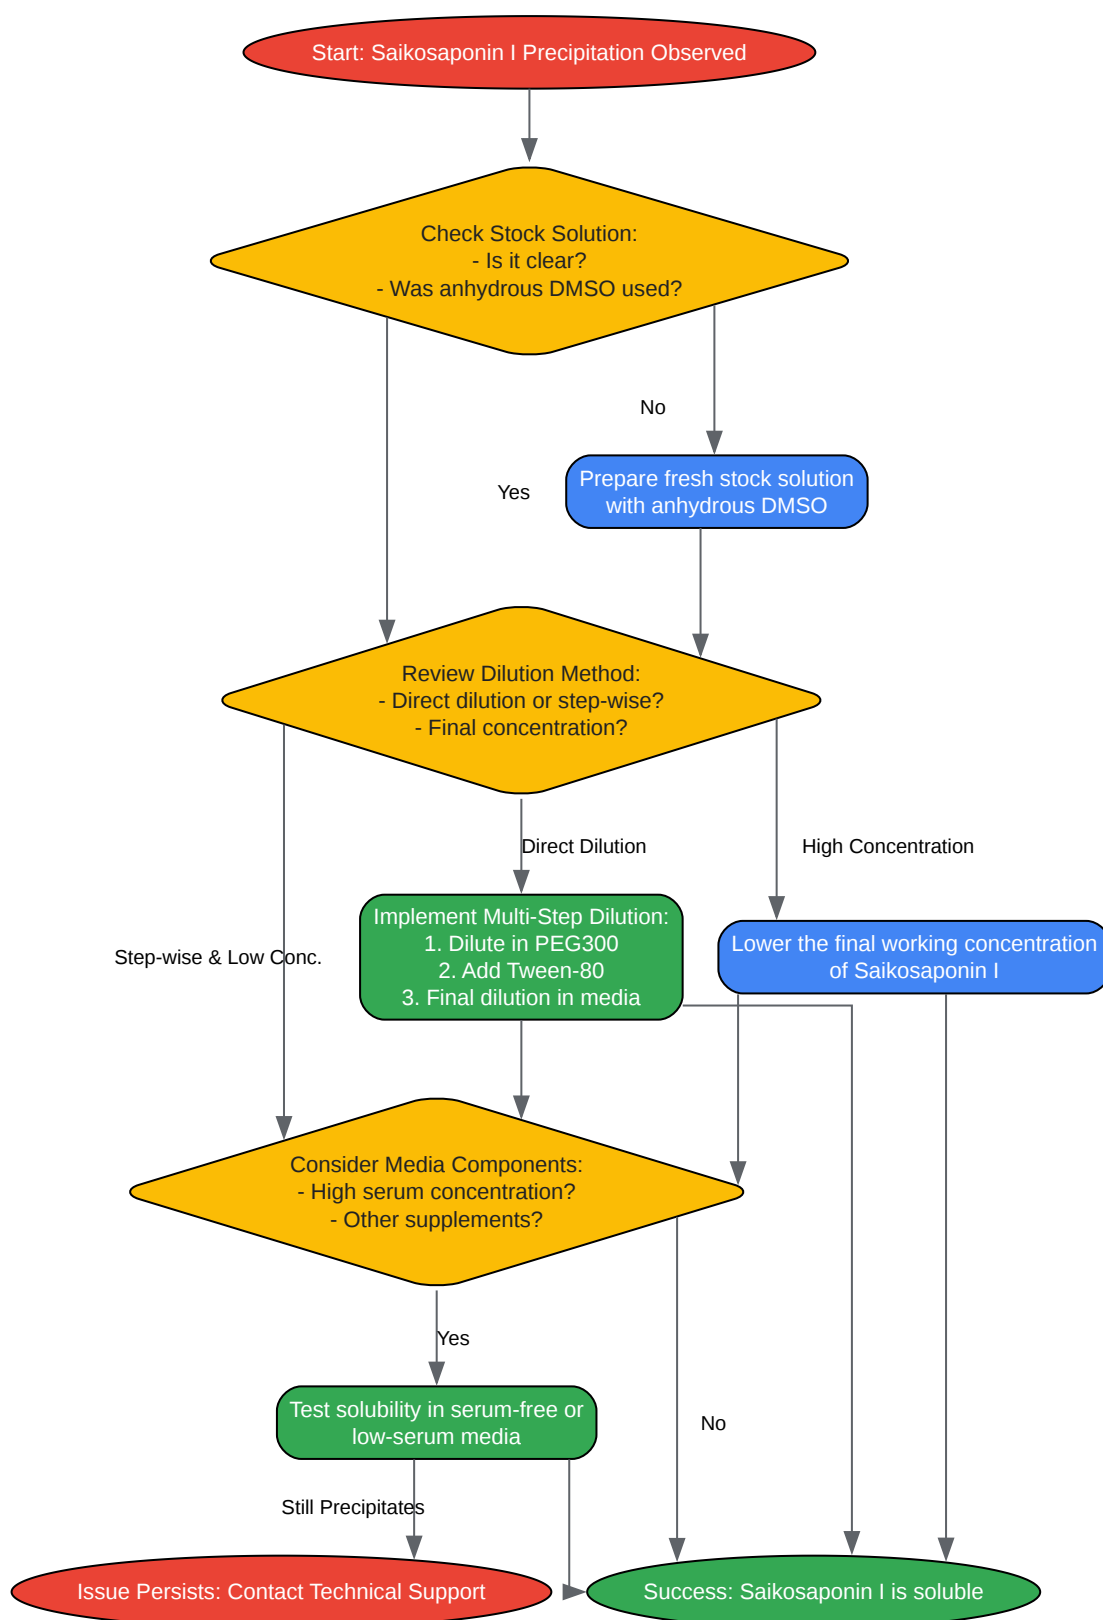 Start: Saikosaponin I Precipitation Observed
Check Stock Solution:
- Is it clear?
- Was anhydrous DMSO used?
No
Yes
Prepare fresh stock solution
with anhydrous DMSO
Review Dilution Method:
- Direct dilution or step-wise?
- Final concentration?
Direct Dilution
High Concentration
Step-wise & Low Conc.
Implement Multi-Step Dilution:
1. Dilute in PEG300
2. Add Tween-80
3. Final dilution in media
Lower the final working concentration
of Saikosaponin I
Consider Media Components:
- High serum concentration?
- Other supplements?
Yes
Test solubility in serum-free or
low-serum media
No
Still Precipitates
Issue Persists: Contact Technical Support
Success: Saikosaponin I is soluble